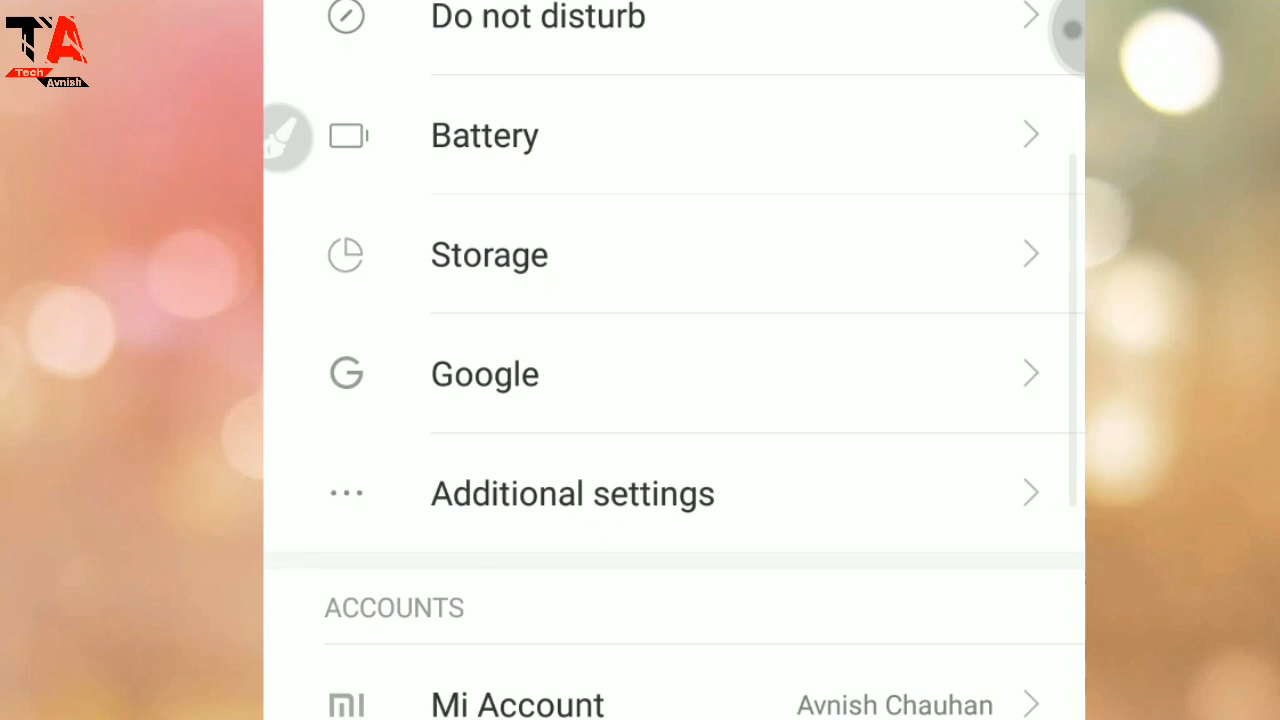 TA
Tech
Avnish
Do not disturb
Battery
Storage
Google
Additional settings
ACCOUNTS
Mi Account Avnish Chauhan